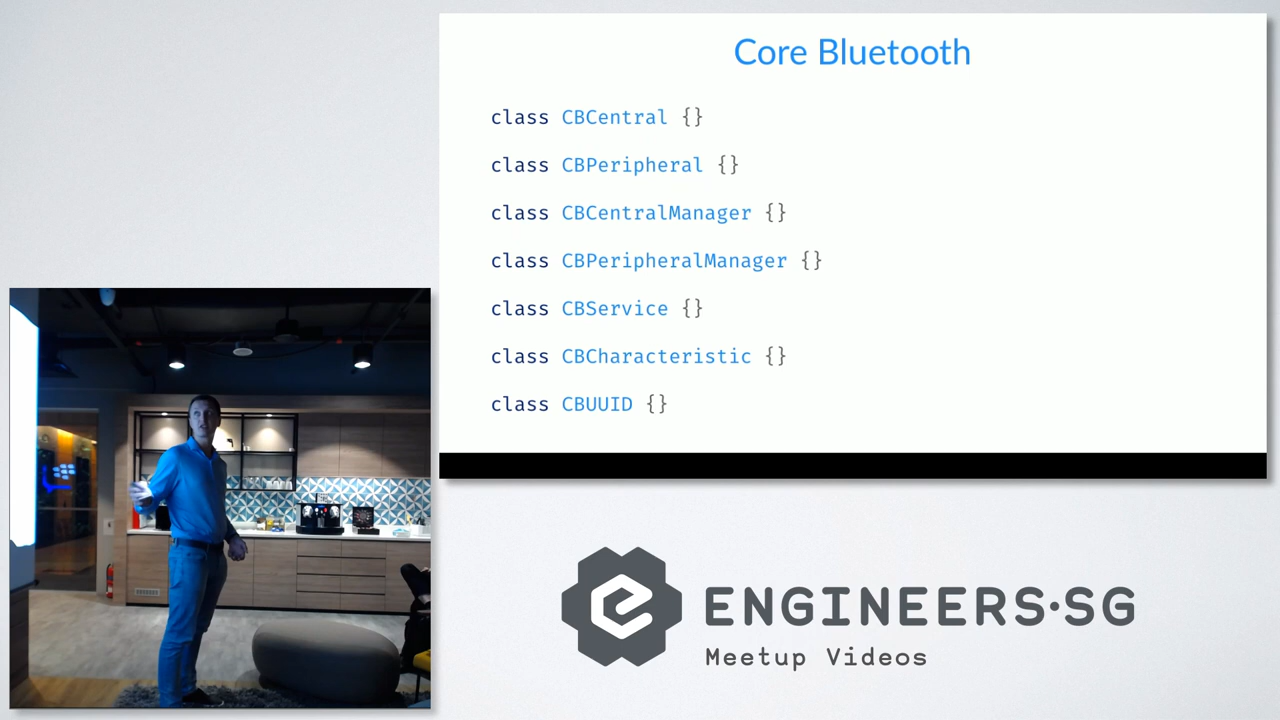 Core Bluetooth
class CBCentral {}
class CBPeripheral {}
class CBCentralManager {}
class CBPeripheralManager {}
class CBService {}
class CBCharacteristic {}
class CBUUID {}
ENGINEERS·SG
Meetup Videos